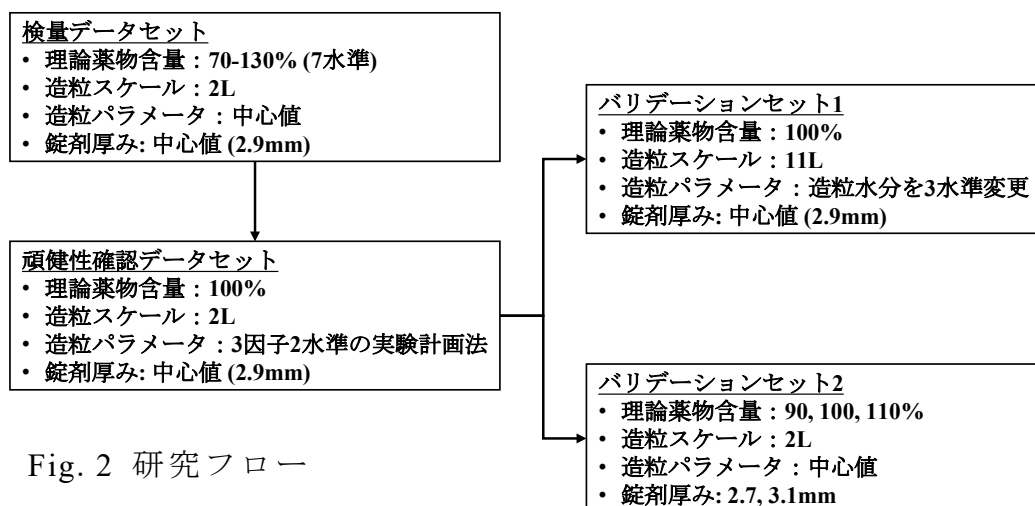 検量データセット
• 理論薬物含量：70-130% (7水準)
• 造粒スケール：2L
• 造粒パラメータ：中心値
• 錠剤厚み: 中心値 (2.9mm)
頑健性確認データセット
• 理論薬物含量：100%
• 造粒スケール：2L
• 造粒パラメータ：3因子2水準の実験計画法
• 錠剤厚み: 中心値 (2.9mm)
バリデーションセット1
• 理論薬物含量：100%
• 造粒スケール：11L
• 造粒パラメータ：造粒水分を3水準変更
• 錠剤厚み: 中心値 (2.9mm)
バリデーションセット2
• 理論薬物含量：90, 100, 110%
• 造粒スケール：2L
• 造粒パラメータ：中心値
• 錠剤厚み: 2.7, 3.1mm
Fig. 2 研究フロー